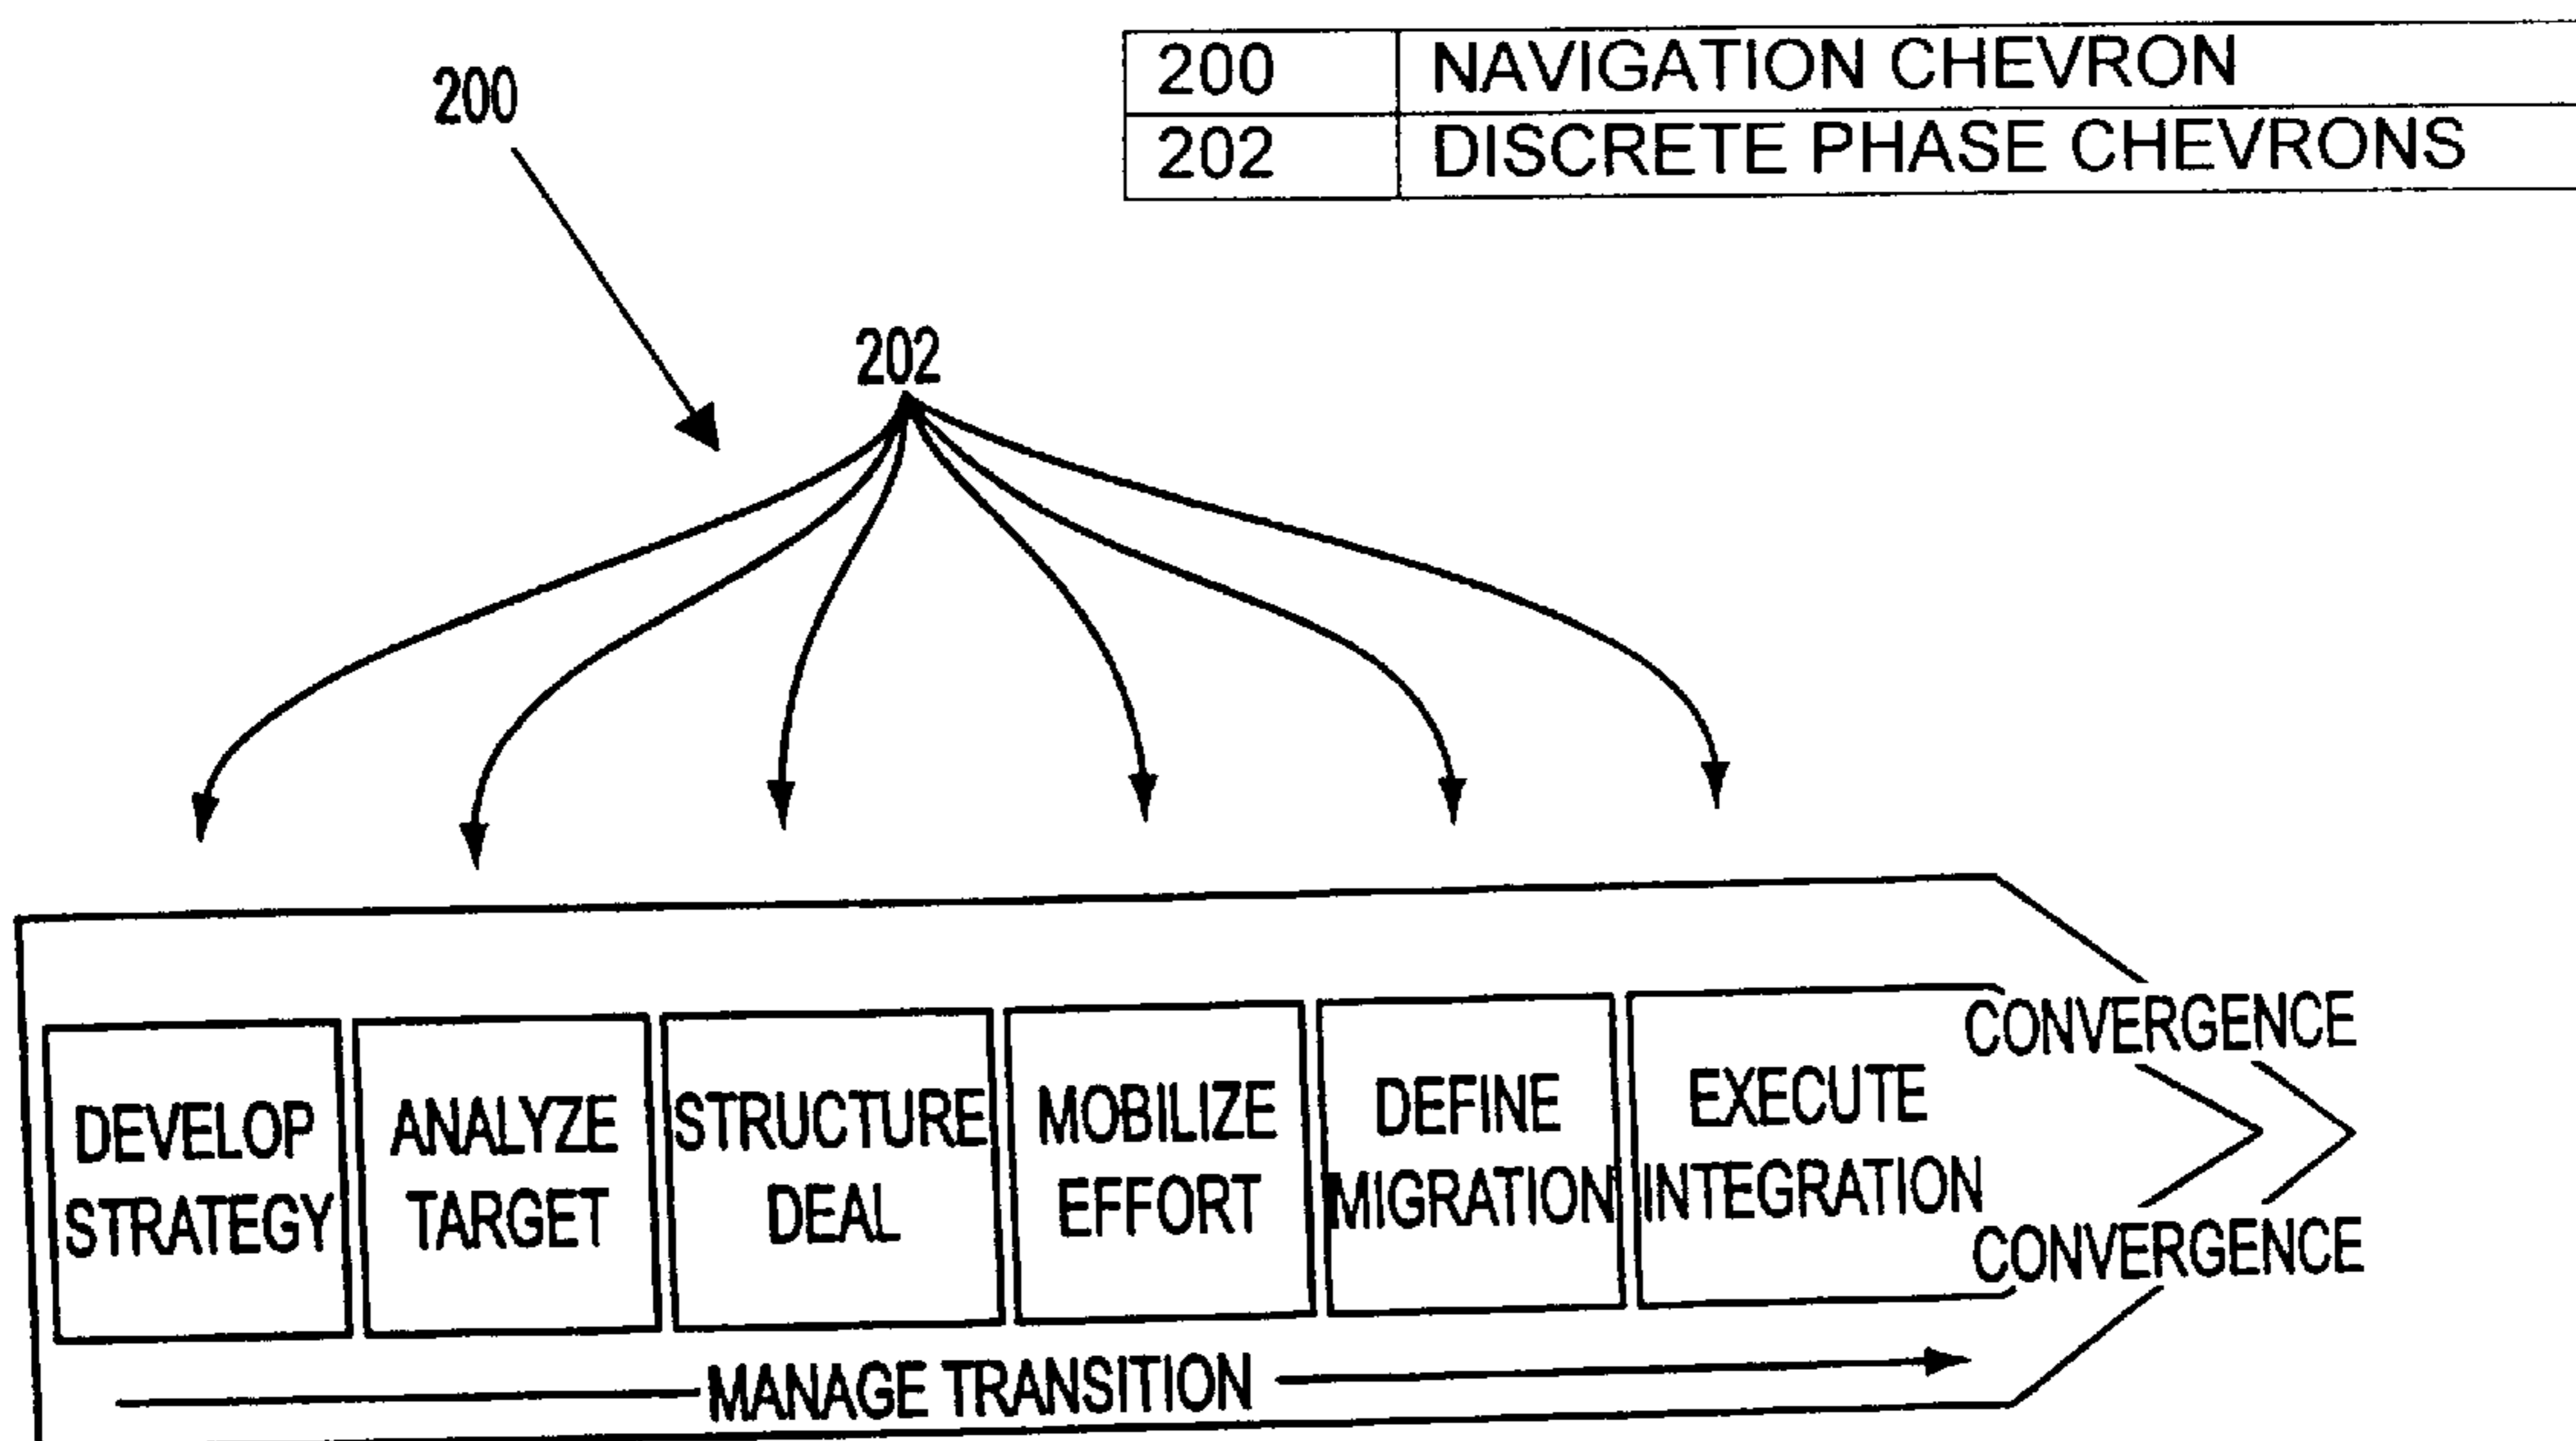 200 NAVIGATION CHEVRON
202 DISCRETE PHASE CHEVRONS
200
202
DEVELOP
STRATEGY
ANALYZE
TARGET
STRUCTURE
DEAL
MOBILIZE
EFFORT
DEFINE
MIGRATION
EXECUTE
INTEGRATION
CONVERGENCE
CONVERGENCE
MANAGE TRANSITION